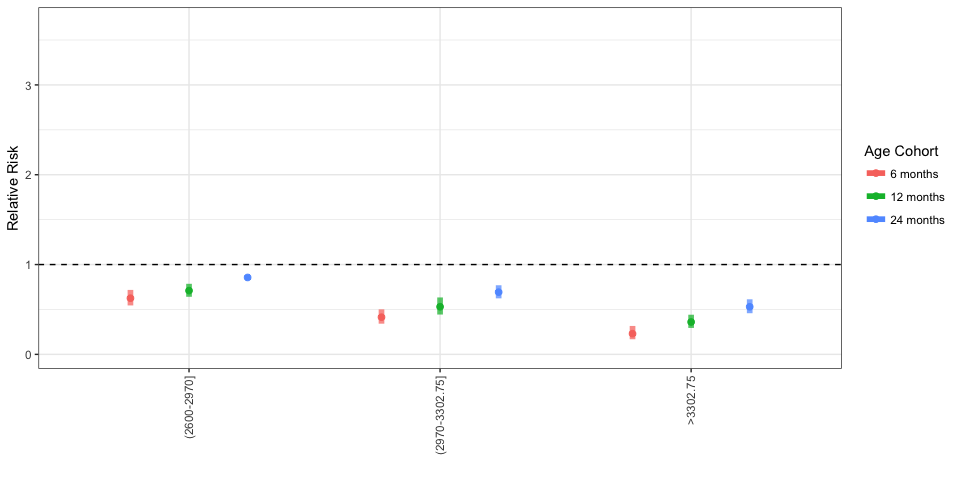 Relative Risk
3
2
1
0
(2600-2970]
(2970-3302.75]
>3302.75
Age Cohort
6 months
12 months
24 months